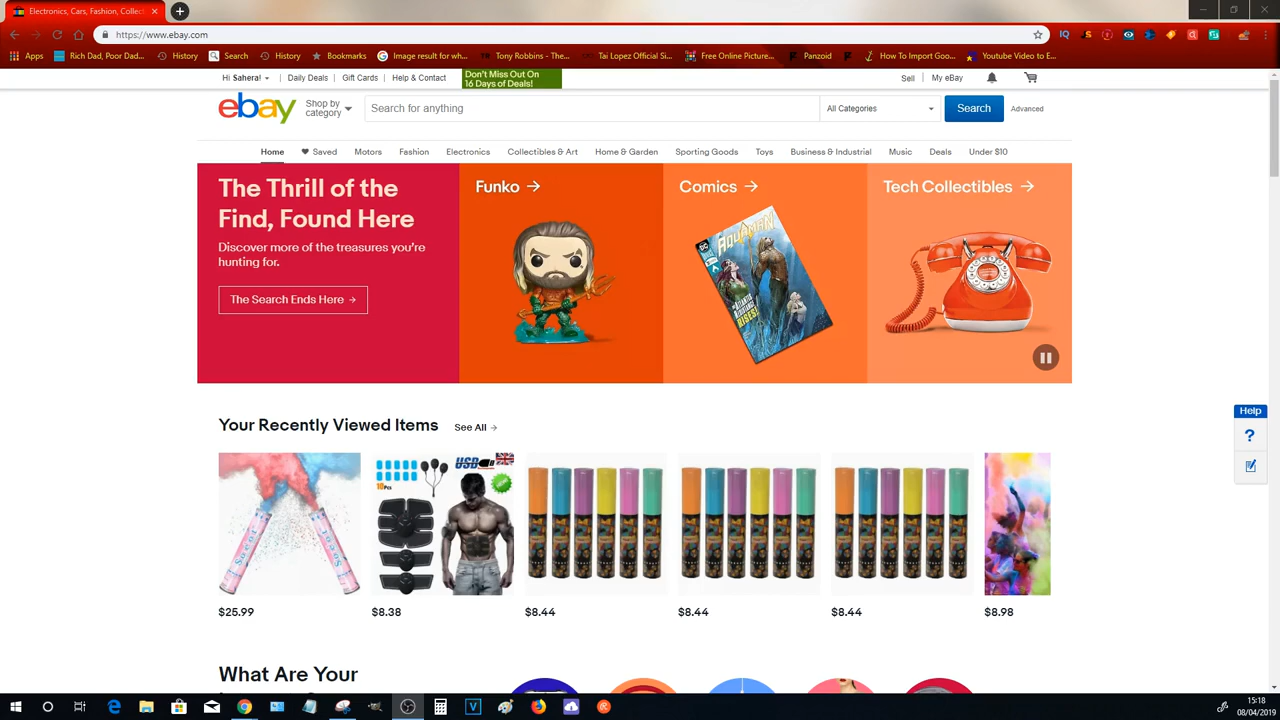 Electronics, Cars, Fashion, Collec
https://www.ebay.com
Apps
Rich Dad, Poor Dad...
History
Search
History
Bookmarks
Image result for wh...
Tony Robbins - The...
Tai Lopez Official Si...
Free Online Picture...
Panzoid
How To Import Goo...
Youtube Video to E...
Hi Sahera!
Daily Deals
Gift Cards
Help & Contact
Don't Miss Out On
16 Days of Deals!
Sell
My eBay
ebay
Shop by
category
Search for anything
All Categories
Search
Advanced
Home
Saved
Motors
Fashion
Electronics
Collectibles & Art
Home & Garden
Sporting Goods
Toys
Business & Industrial
Music
Deals
Under $10
The Thrill of the
Find, Found Here
Discover more of the treasures you're
hunting for.
The Search Ends Here →
Funko →
Comics →
Tech Collectibles →
AQUAMAN
RISES!
Help
?
Your Recently Viewed Items
See All →
10Pcs
USB
$25.99
$8.38
$8.44
$8.44
$8.44
$8.98
What Are Your
15:18
08/04/2019